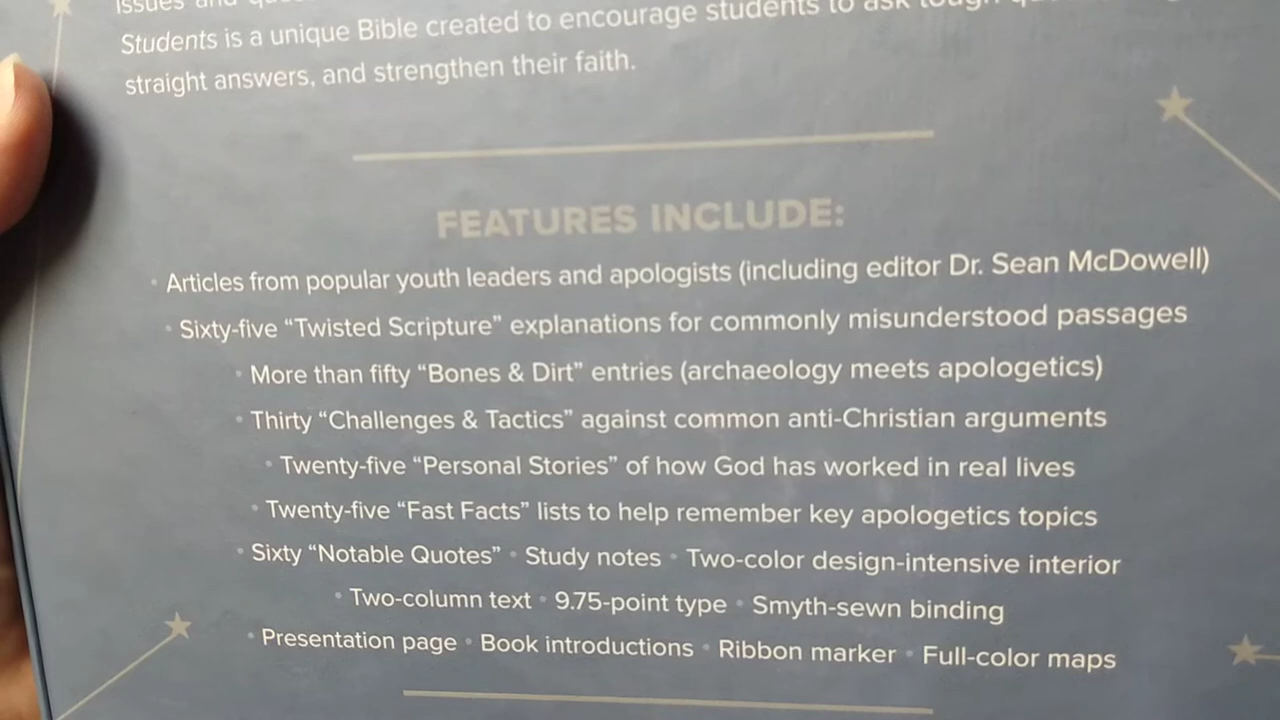 issues and
Students is a unique Bible created to encourage students to ask tough
straight answers, and strengthen their faith.
FEATURES INCLUDE:
• Articles from popular youth leaders and apologists (including editor Dr. Sean McDowell)
• Sixty-five “Twisted Scripture” explanations for commonly misunderstood passages
• More than fifty “Bones & Dirt” entries (archaeology meets apologetics)
• Thirty “Challenges & Tactics” against common anti-Christian arguments
• Twenty-five “Personal Stories” of how God has worked in real lives
• Twenty-five “Fast Facts” lists to help remember key apologetics topics
• Sixty “Notable Quotes” • Study notes • Two-color design-intensive interior
• Two-column text • 9.75-point type • Smyth-sewn binding
• Presentation page • Book introductions • Ribbon marker • Full-color maps